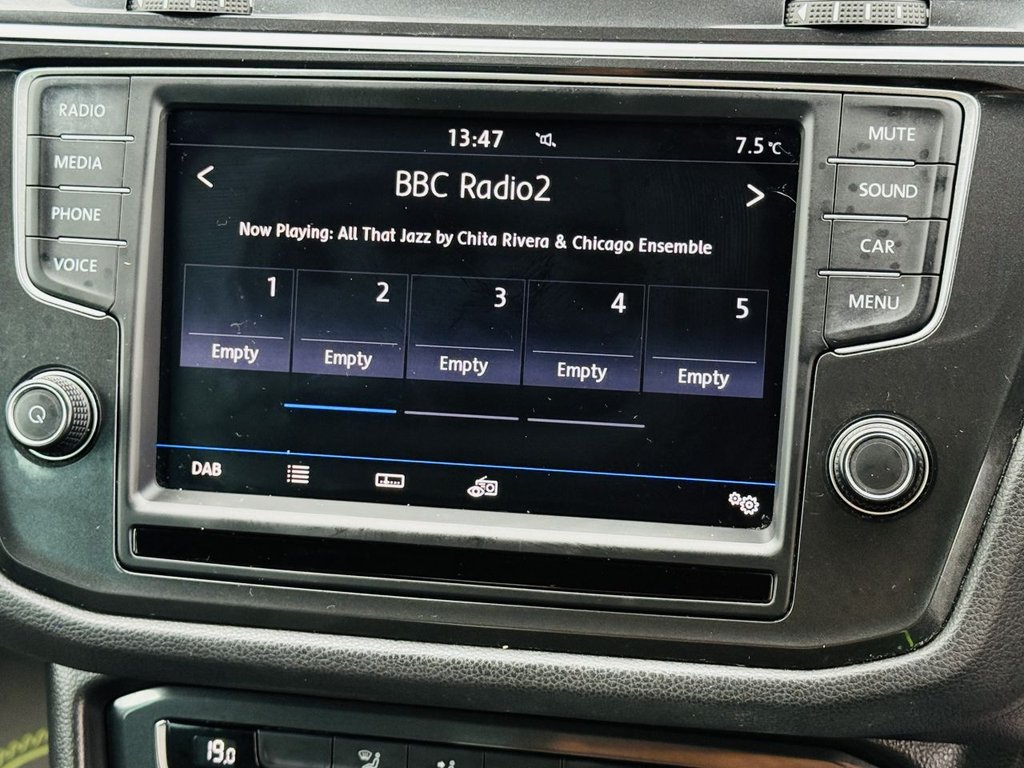 RADIO
MEDIA
PHONE
VOICE
13:47
7.5°C
BBC Radio2
Now Playing: All That Jazz by Chita Rivera & Chicago Ensemble
1 2 3 4 5
Empty Empty Empty Empty Empty
DAB
MUTE
SOUND
CAR
MENU
19.0